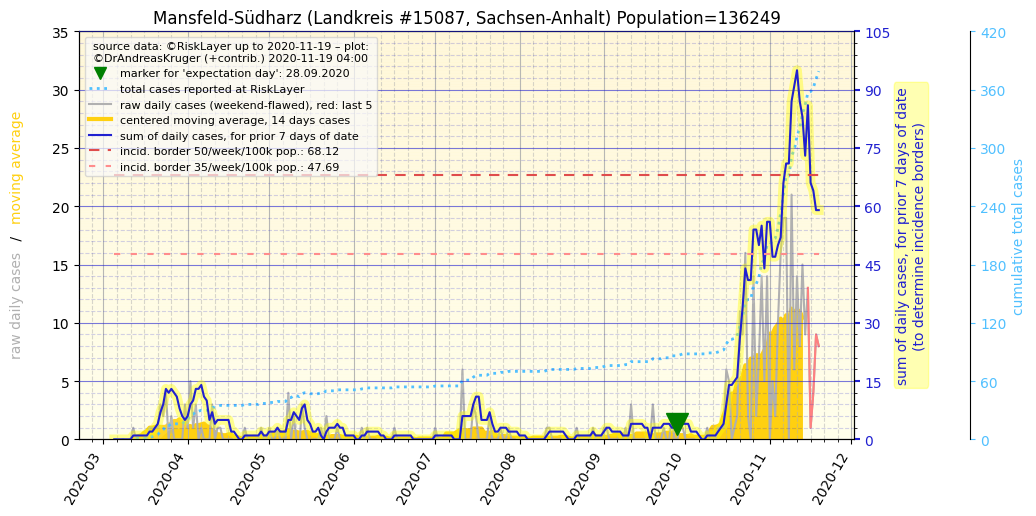 Mansfeld-Südharz (Landkreis #15087, Sachsen-Anhalt) Population=136249
source data: ©RiskLayer up to 2020-11-19 – plot:
©DrAndreasKruger (+contrib.) 2020-11-19 04:00
marker for 'expectation day': 28.09.2020
total cases reported at RiskLayer
raw daily cases (weekend-flawed), red: last 5
centered moving average, 14 days cases
sum of daily cases, for prior 7 days of date
incid. border 50/week/100k pop.: 68.12
incid. border 35/week/100k pop.: 47.69
raw daily cases / moving average
35
30
25
20
15
10
5
0
105
90
75
60
45
30
15
0
sum of daily cases, for prior 7 days of date
(to determine incidence borders)
420
360
300
240
180
120
60
0
cumulative total cases
2020-03
2020-04
2020-05
2020-06
2020-07
2020-08
2020-09
2020-10
2020-11
2020-12